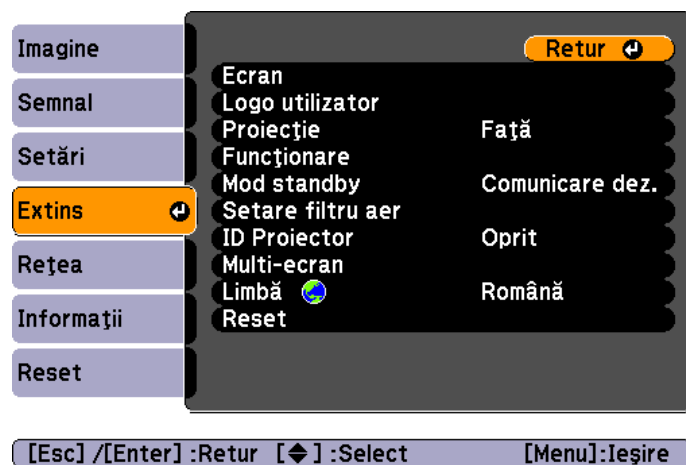 Imagine
Semnal
Setări
Extins
Reţea
Informaţii
Reset
Retur
Ecran
Logo utilizator
Proiecţie Faţă
Funcţionare
Mod standby Comunicare dez.
Setare filtru aer
ID Proiector Oprit
Multi-ecran
Limbă Română
Reset
[Esc] /[Enter] :Retur [◆] :Select [Menu]:Ieşire